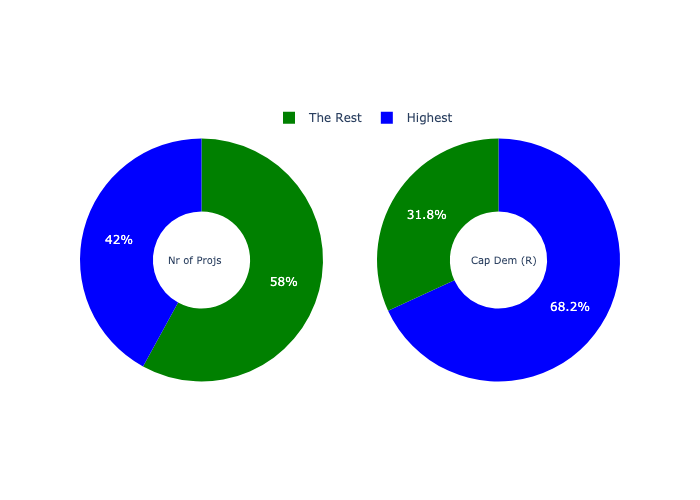 The Rest
Highest
42%
Nr of Projs
58%
31.8%
Cap Dem (R)
68.2%